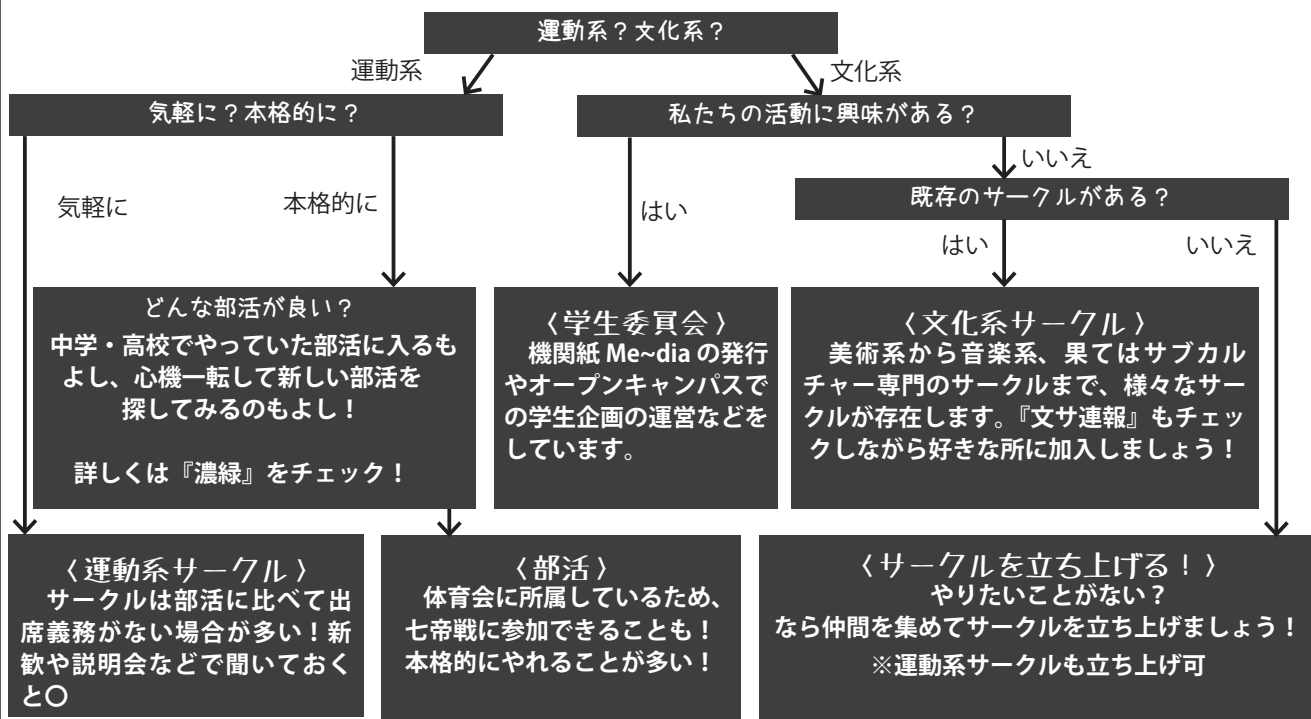 運動系？文化系？
運動系
文化系
気軽に？本格的に？
私たちの活動に興味がある？
いいえ
既存のサークルがある？
気軽に
本格的に
はい
はい
いいえ
どんな部活が良い？
中学・高校でやっていた部活に入るも
よし、心機一転して新しい部活を
探してみるのもよし！
詳しくは『濃緑』をチェック！
〈学生委員会〉
機関紙 Me~dia の発行
やオープンキャンパスで
の学生企画の運営などを
しています。
〈文化系サークル〉
美術系から音楽系、果てはサブカル
チャー専門のサークルまで、様々なサー
クルが存在します。『文サ連報』もチェッ
クしながら好きな所に加入しましょう！
〈運動系サークル〉
サークルは部活に比べて出
席義務がない場合が多い！新
歓や説明会などで聞いておく
と〇
〈部活〉
体育会に所属しているため、
七帝戦に参加できることも！
本格的にやれることが多い！
〈サークルを立ち上げる！〉
やりたいことがない？
なら仲間を集めてサークルを立ち上げましょう！
※運動系サークルも立ち上げ可